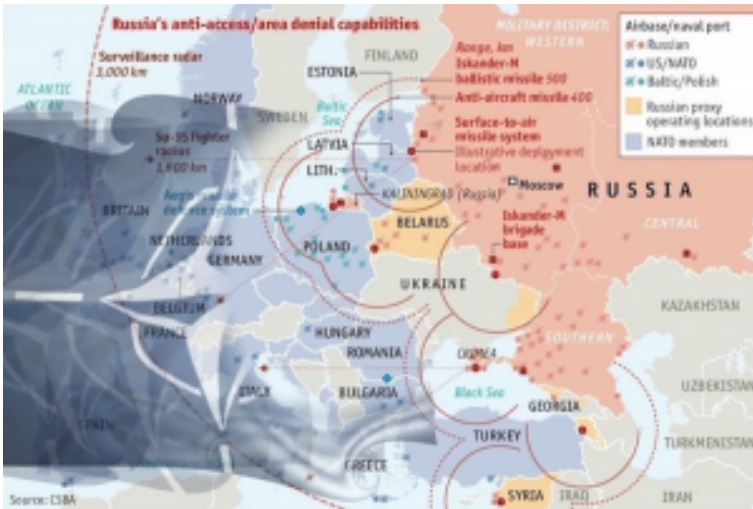 Russia's anti-access/area denial capabilities
Surveillance radar
3,000 km
FINLAND
MILITARY DISTRICT:
WESTERN
Range, km
Iskander-M
ballistic missile 500
Anti-aircraft missile 400
Surface-to-air
missile system
Illustrative deployment
location
Airbase/naval port
Russian
US/NATO
Baltic/Polish
Russian proxy
operating locations
NATO members
ATLANTIC
OCEAN
NORWAY
SWEDEN
ESTONIA
Baltic
Sea
LATVIA
LITH.
KALININGRAD (Russia)
Su-35 fighter
radius
1,600 km
defence system
BRITAIN
NETHERLANDS
GERMANY
POLAND
BELARUS
Moscow
RUSSIA
CENTRAL
Iskander-M
brigade
base
BELGIUM
UKRAINE
KAZAKHSTAN
FRANCE
HUNGARY
ROMANIA
CRIMEA
SOUTHERN
ITALY
BULGARIA
Black Sea
GEORGIA
UZBEKISTAN
SPAIN
TURKEY
TURKMENISTAN
GREECE
SYRIA
IRAQ
IRAN
Source: CSBA